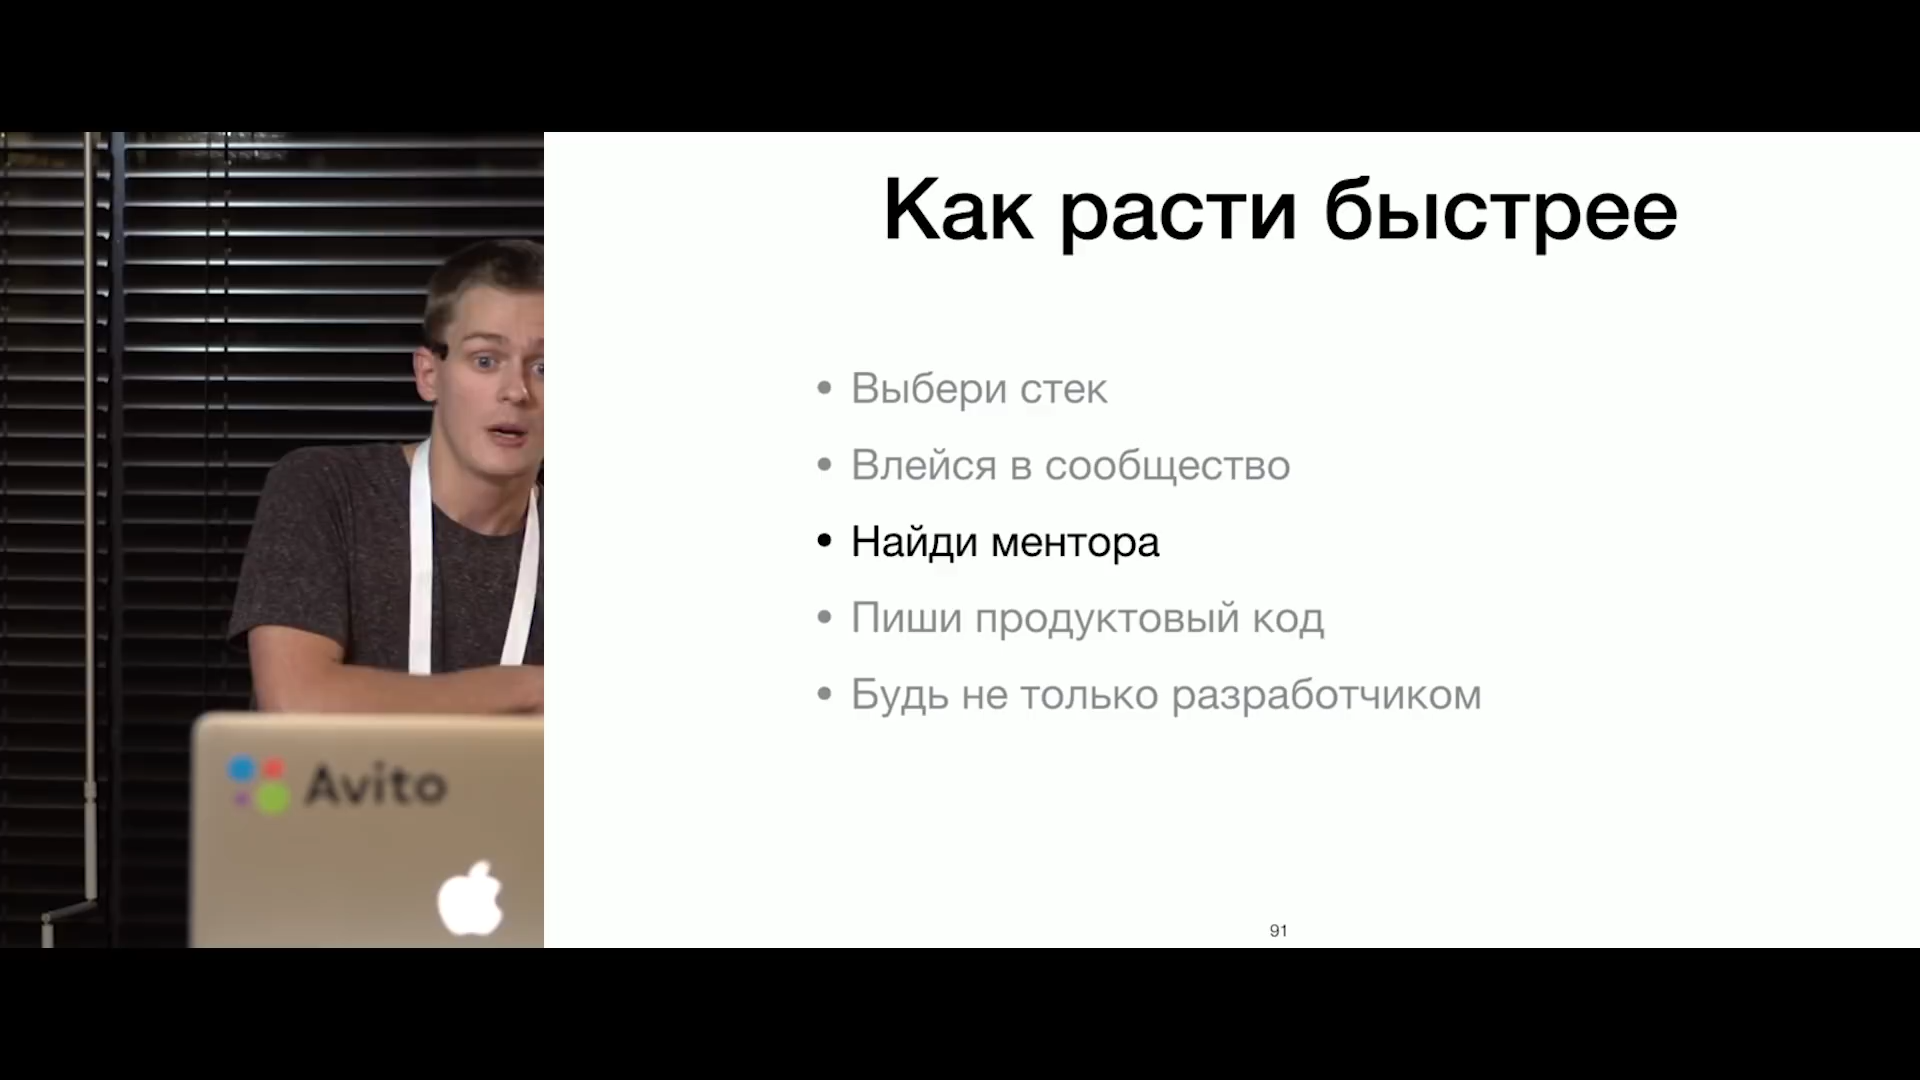 Как расти быстрее
• Выбери стек
• Влейся в сообщество
• Найди ментора
• Пиши продуктовый код
• Будь не только разработчиком
Avito
91